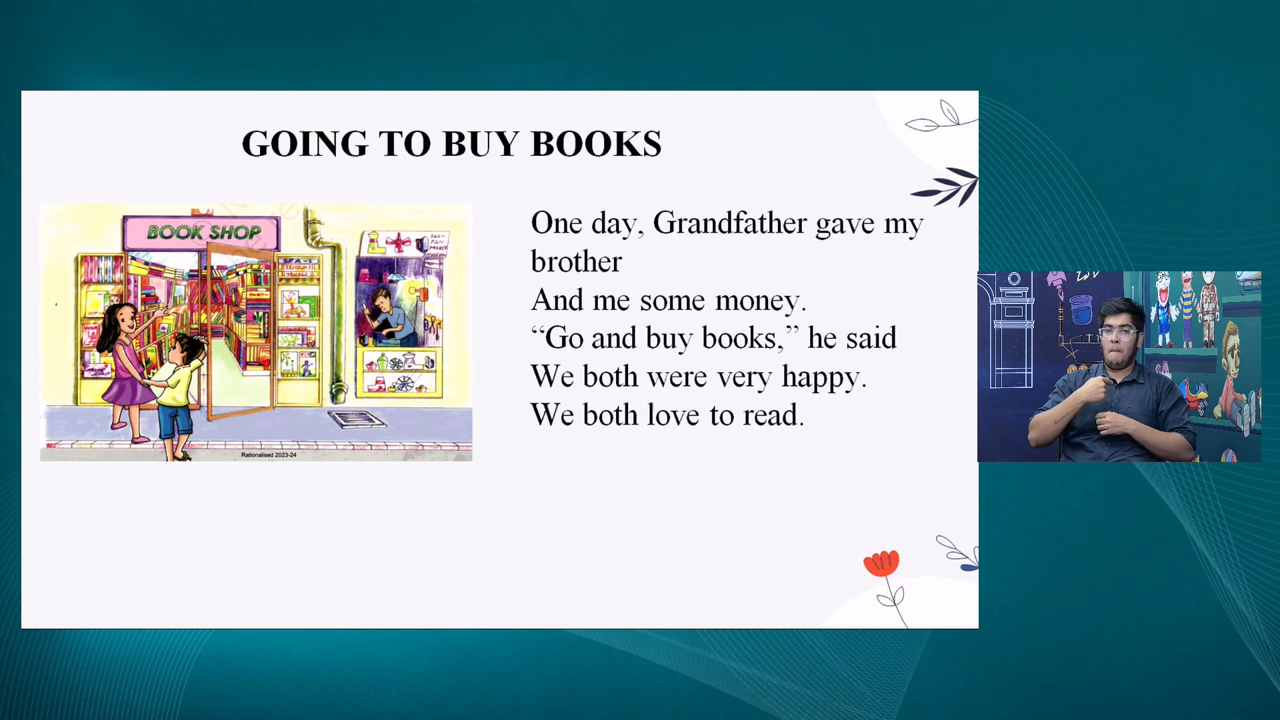 GOING TO BUY BOOKS
BOOK SHOP
One day, Grandfather gave my
brother
And me some money.
“Go and buy books,” he said
We both were very happy.
We both love to read.
Rationalised 2023-24